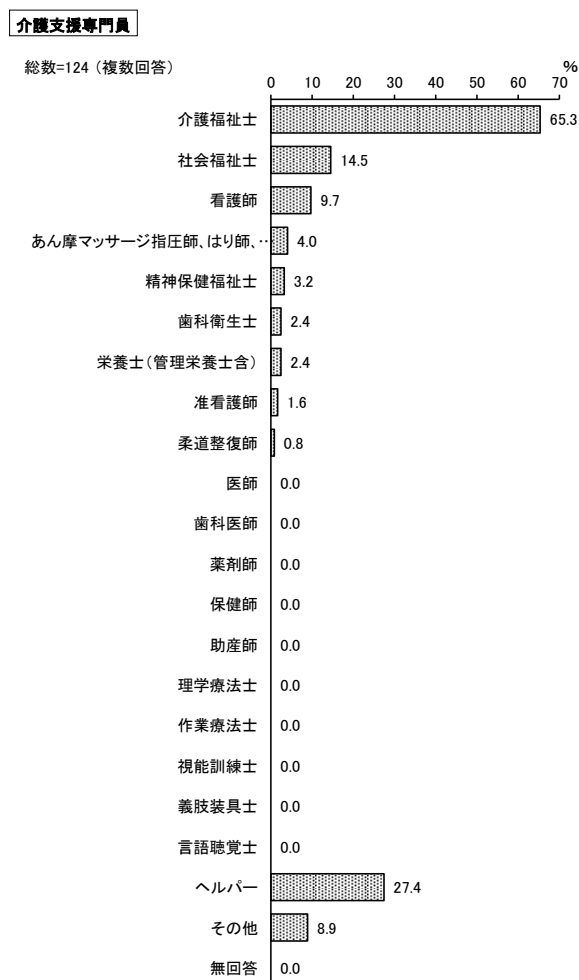 介護支援専門員
総数=124（複数回答）
%
0 10 20 30 40 50 60 70
介護福祉士 65.3
社会福祉士 14.5
看護師 9.7
あん摩マッサージ指圧師、はり師、… 4.0
精神保健福祉士 3.2
歯科衛生士 2.4
栄養士（管理栄養士含） 2.4
准看護師 1.6
柔道整復師 0.8
医師 0.0
歯科医師 0.0
薬剤師 0.0
保健師 0.0
助産師 0.0
理学療法士 0.0
作業療法士 0.0
視能訓練士 0.0
義肢装具士 0.0
言語聴覚士 0.0
ヘルパー 27.4
その他 8.9
無回答 0.0